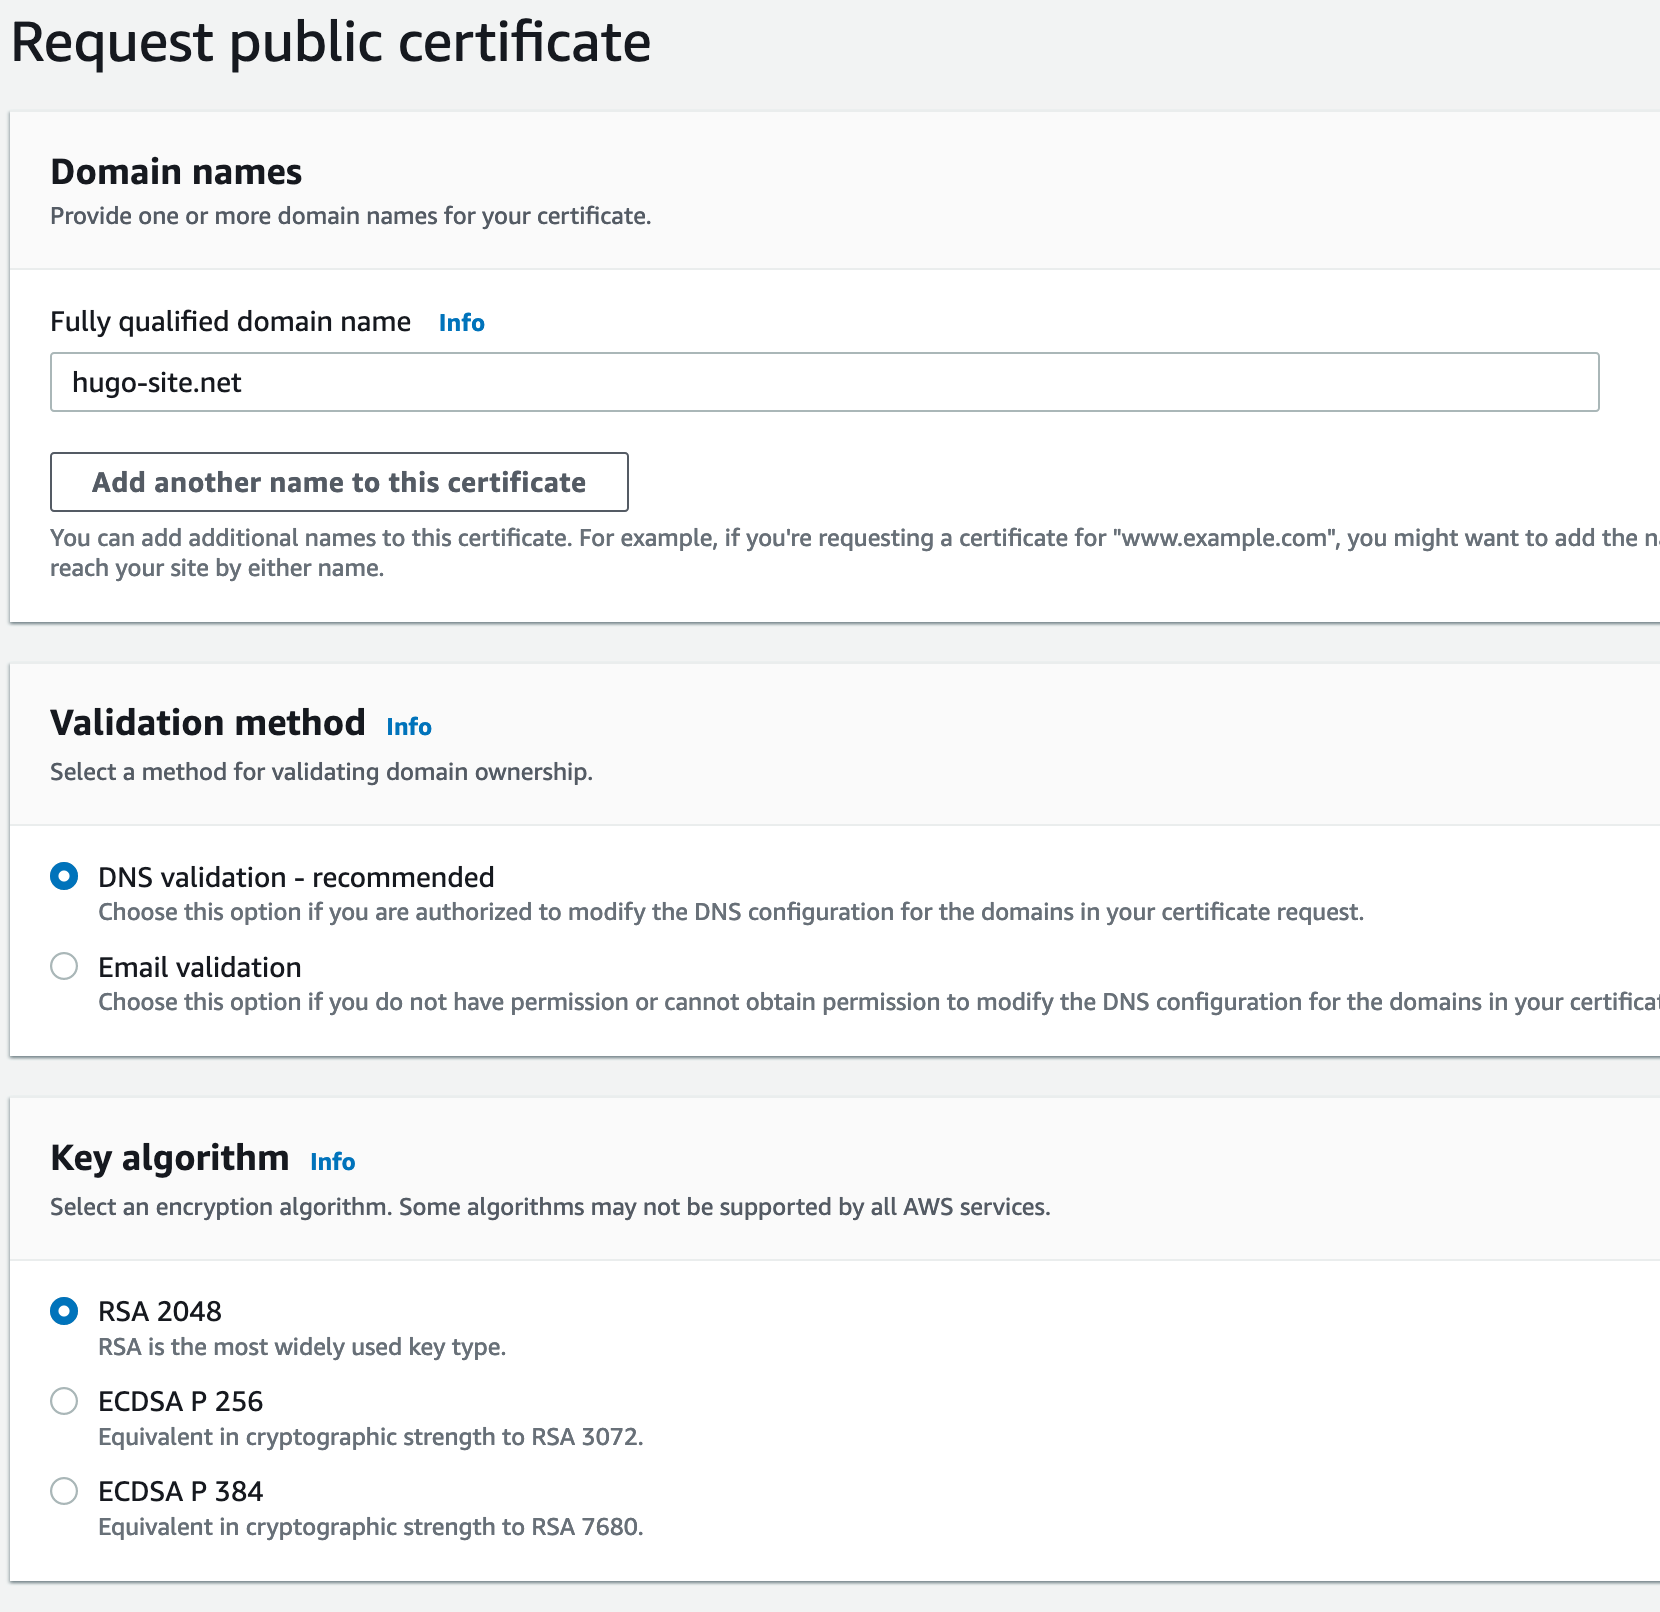 Request public certificate
Domain names
Provide one or more domain names for your certificate.
Fully qualified domain name Info
hugo-site.net
Add another name to this certificate
You can add additional names to this certificate. For example, if you're requesting a certificate for "www.example.com", you might want to add the
reach your site by either name.
Validation method Info
Select a method for validating domain ownership.
DNS validation - recommended
Choose this option if you are authorized to modify the DNS configuration for the domains in your certificate request.
Email validation
Choose this option if you do not have permission or cannot obtain permission to modify the DNS configuration for the domains in your
Key algorithm Info
Select an encryption algorithm. Some algorithms may not be supported by all AWS services.
RSA 2048
RSA is the most widely used key type.
ECDSA P 256
Equivalent in cryptographic strength to RSA 3072.
ECDSA P 384
Equivalent in cryptographic strength to RSA 7680.